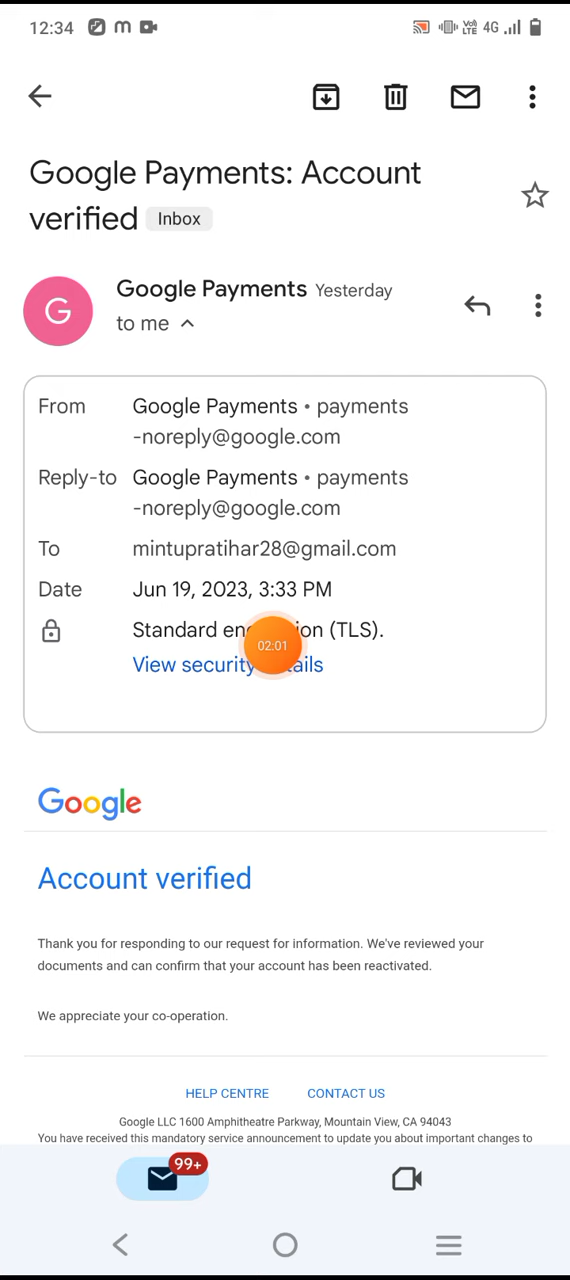 12:34 4G
Google Payments: Account
verified Inbox
G
Google Payments Yesterday
to me
From Google Payments • payments
-noreply@google.com
Reply-to Google Payments • payments
-noreply@google.com
To mintupratihar28@gmail.com
Date Jun 19, 2023, 3:33 PM
Standard (TLS).
02:01
View security
Google
Account verified
Thank you for responding to our request for information. We've reviewed your
documents and can confirm that your account has been reactivated.
We appreciate your co-operation.
HELP CENTRE CONTACT US
Google LLC 1600 Amphitheatre Parkway, Mountain View, CA 94043
You have received this mandatory service announcement to update you about important changes to
99+